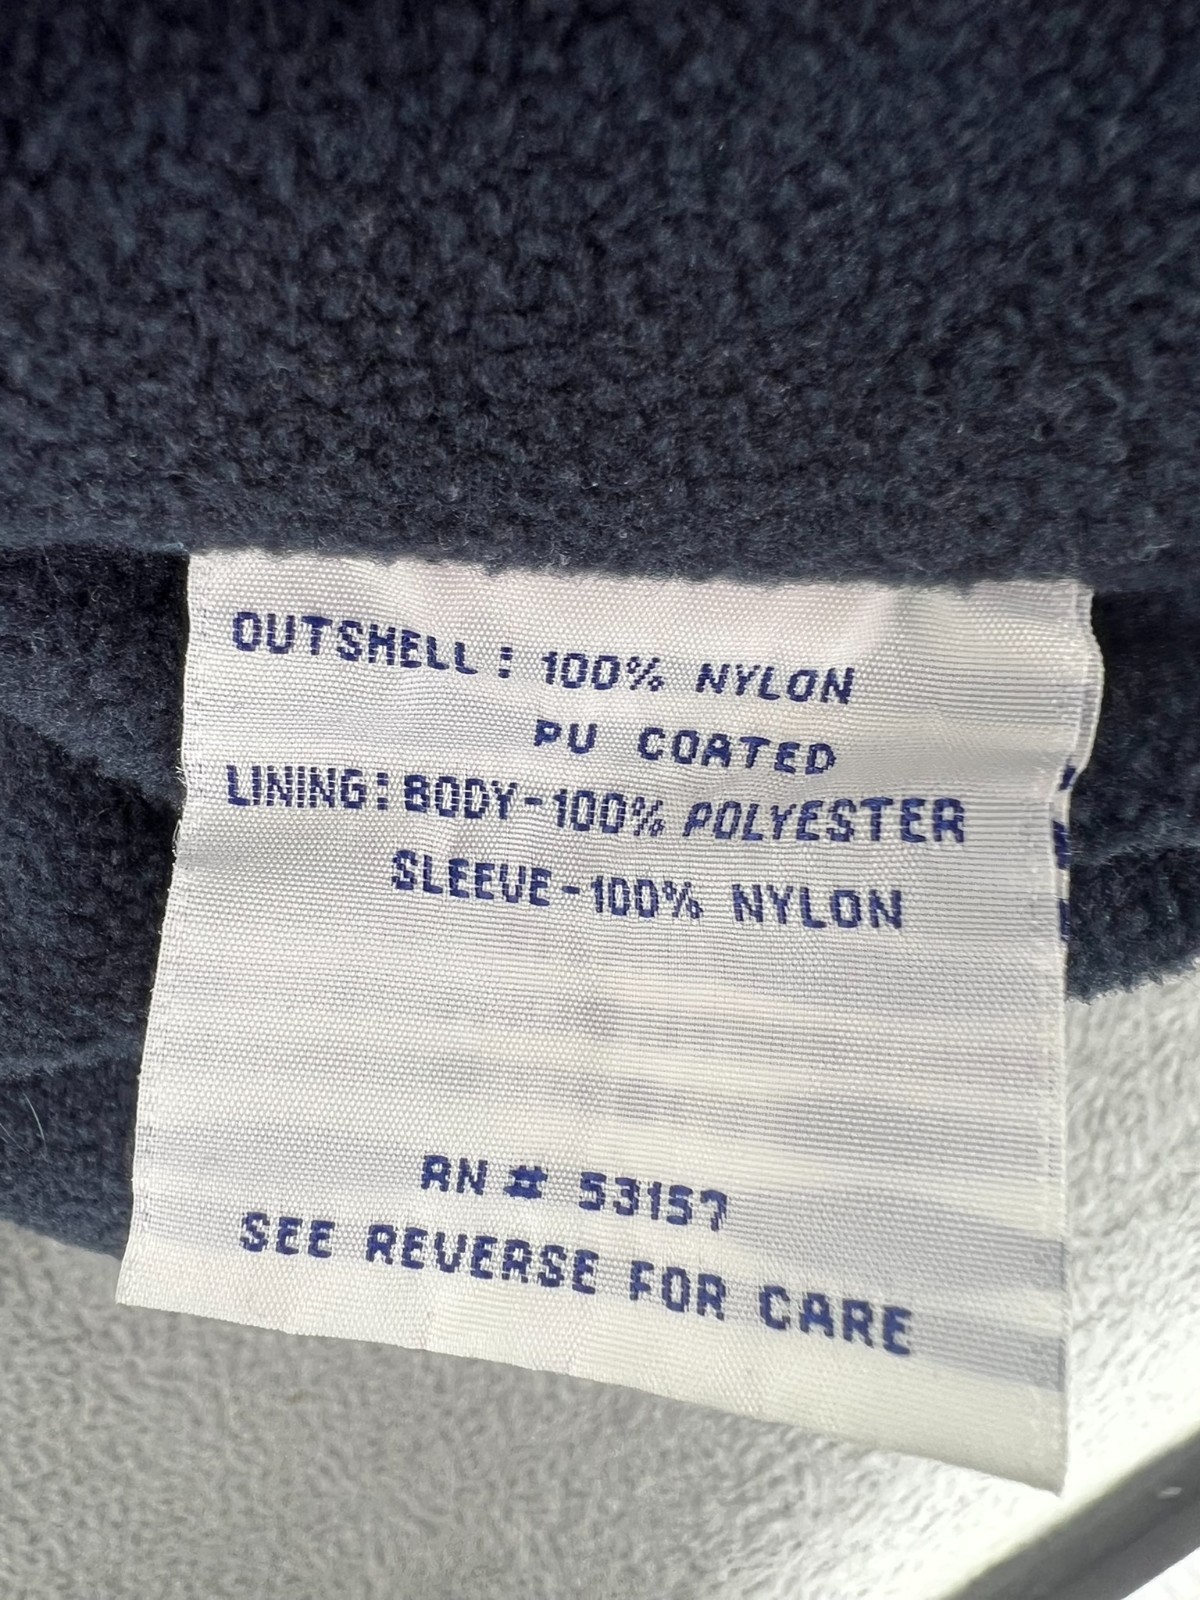 OUTSHELL: 100% NYLON
PU COATED
LINING: BODY-100% POLYESTER
SLEEVE-100% NYLON
RN # 53157
SEE REVERSE FOR CARE